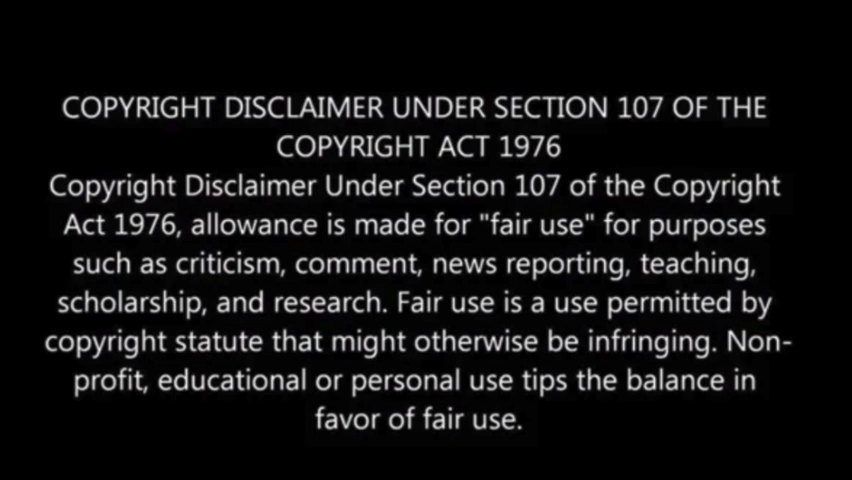 COPYRIGHT DISCLAIMER UNDER SECTION 107 OF THE
COPYRIGHT ACT 1976
Copyright Disclaimer Under Section 107 of the Copyright
Act 1976, allowance is made for "fair use" for purposes
such as criticism, comment, news reporting, teaching,
scholarship, and research. Fair use is a use permitted by
copyright statute that might otherwise be infringing. Non-
profit, educational or personal use tips the balance in
favor of fair use.